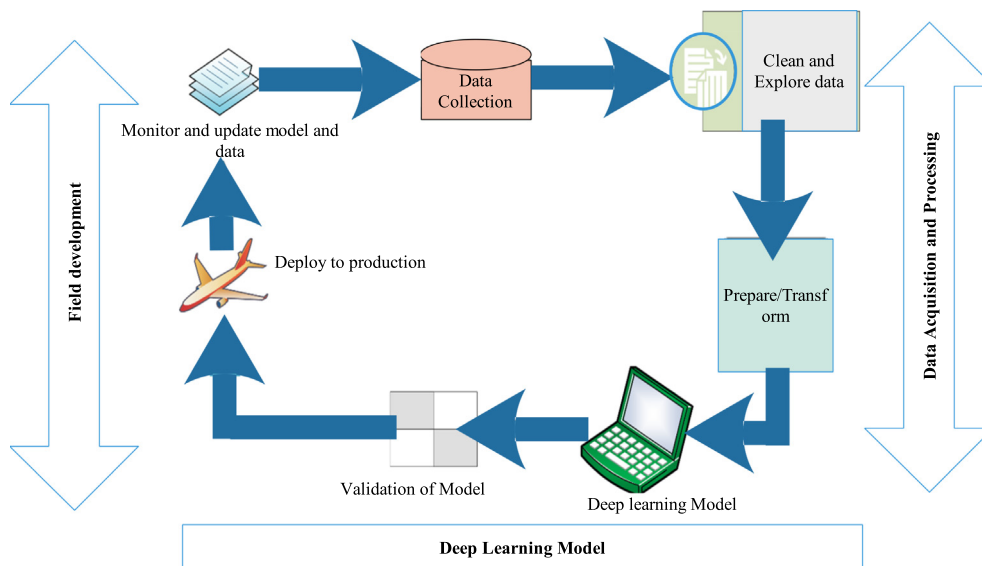 Data
Collection
Clean and
Explore data
Monitor and update model and
data
Field development
Deploy to production
Prepare/Transf
orm
Data Acquisition and Processing
Validation of Model
Deep learning Model
Deep Learning Model